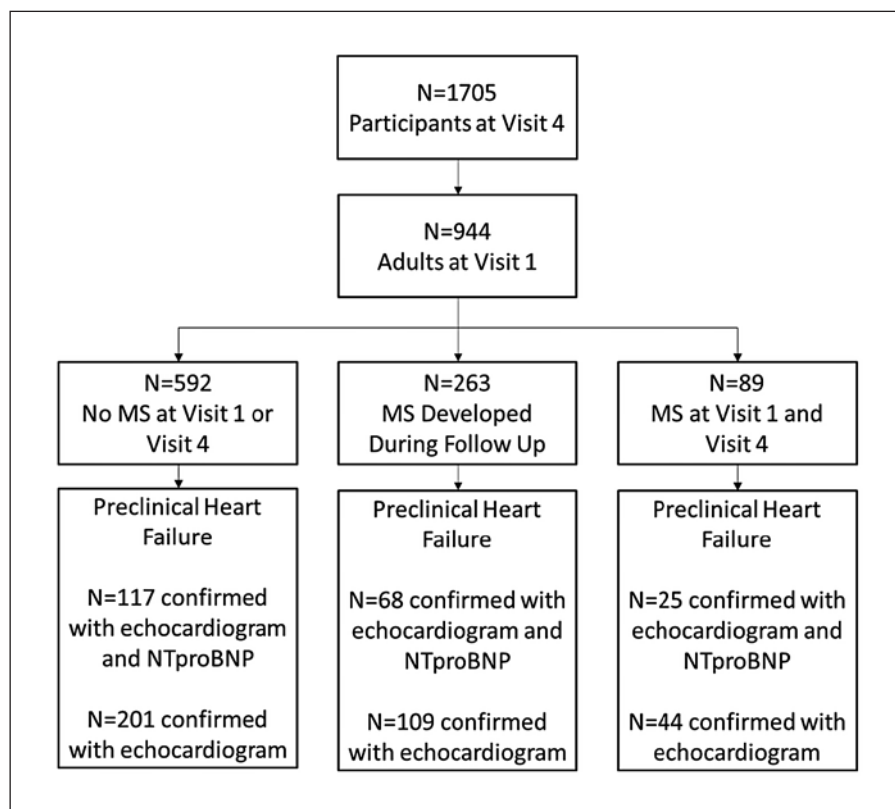 N=1705
Participants at Visit 4
N=944
Adults at Visit 1
N=592
No MS at Visit 1 or
Visit 4
N=263
MS Developed
During Follow Up
N=89
MS at Visit 1 and
Visit 4
Preclinical Heart
Failure
N=117 confirmed
with echocardiogram
and NTproBNP
N=201 confirmed
with echocardiogram
Preclinical Heart
Failure
N=68 confirmed with
echocardiogram and
NTproBNP
N=109 confirmed
with echocardiogram
Preclinical Heart
Failure
N=25 confirmed with
echocardiogram and
NTproBNP
N=44 confirmed with
echocardiogram